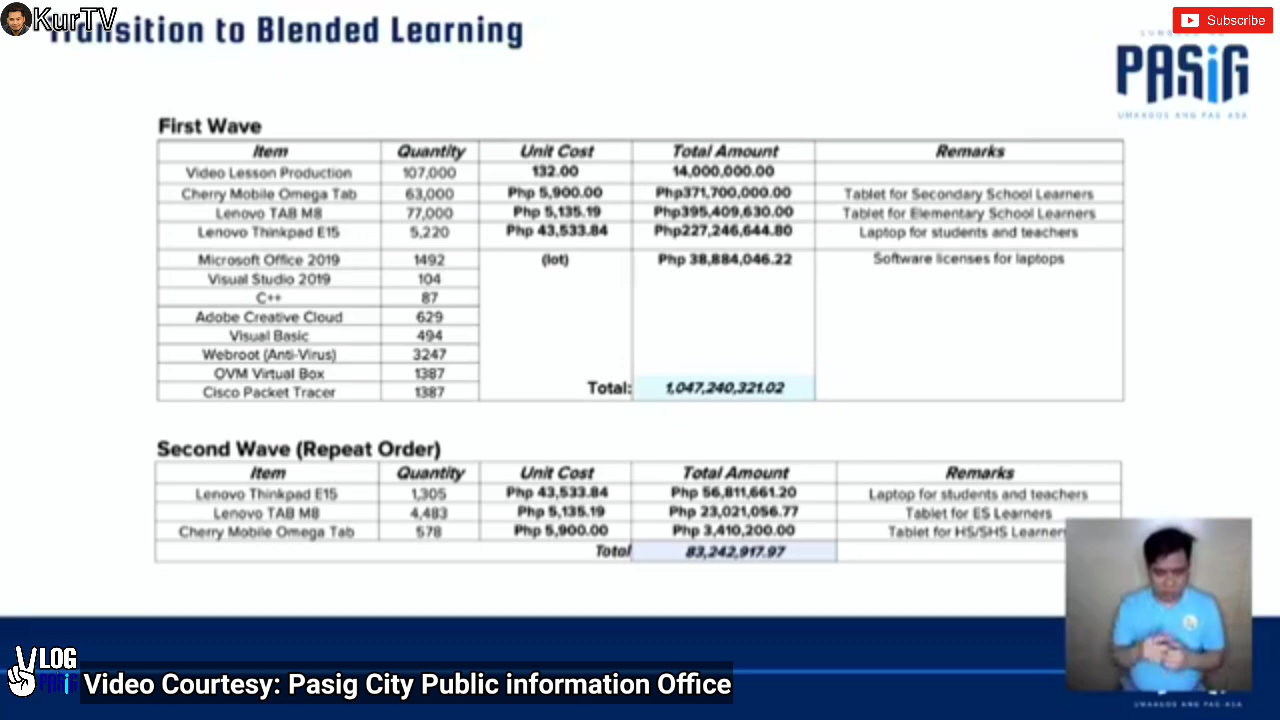 KurTV
Transition to Blended Learning
Subscribe
LUNGSOD NG
PASiG
UMAAGOS ANG PAG-ASA
First Wave
Item Quantity Unit Cost Total Amount Remarks
Video Lesson Production 107,000 132.00 14,000,000.00
Cherry Mobile Omega Tab 63,000 Php 5,900.00 Php371,700,000.00 Tablet for Secondary School Learners
Lenovo TAB M8 77,000 Php 5,135.19 Php395,409,630.00 Tablet for Elementary School Learners
Lenovo Thinkpad E15 5,220 Php 43,533.84 Php227,246,644.80 Laptop for students and teachers
Microsoft Office 2019 1492 (lot) Php 38,884,046.22 Software licenses for laptops
Visual Studio 2019 104
C++ 87
Adobe Creative Cloud 629
Visual Basic 494
Webroot (Anti-Virus) 3247
OVM Virtual Box 1387
Cisco Packet Tracer 1387 Total: 1,047,240,321.02
Second Wave (Repeat Order)
Item Quantity Unit Cost Total Amount Remarks
Lenovo Thinkpad E15 1,305 Php 43,533.84 Php 56,811,661.20 Laptop for students and teachers
Lenovo TAB M8 4,483 Php 5,135.19 Php 23,021,056.77 Tablet for ES Learners
Cherry Mobile Omega Tab 578 Php 5,900.00 Php 3,410,200.00 Tablet for HS/SHS Learners
Total 83,242,917.97
VLOG
PASiG
Video Courtesy: Pasig City Public information Office
UMAAGOS ANG PAG-ASA